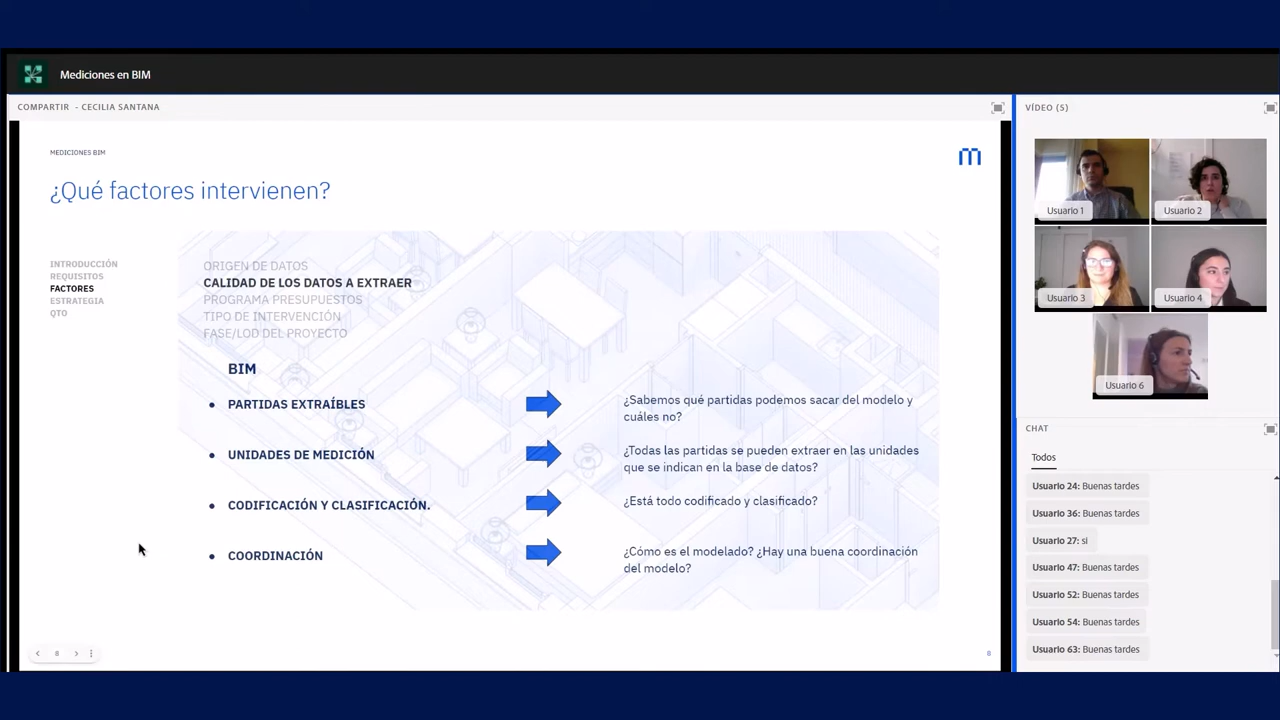 Mediciones en BIM
COMPARTIR - CECILIA SANTANA
MEDICIONES BIM
¿Qué factores intervienen?
INTRODUCCIÓN
REQUISITOS
FACTORES
ESTRATEGIA
QTO
ORIGEN DE DATOS
CALIDAD DE LOS DATOS A EXTRAER
PROGRAMA PRESUPUESTOS
TIPO DE INTERVENCIÓN
FASE/LOD DEL PROYECTO
BIM
• PARTIDAS EXTRAÍBLES
¿Sabemos qué partidas podemos sacar del modelo y
cuáles no?
• UNIDADES DE MEDICIÓN
¿Todas las partidas se pueden extraer en las unidades
que se indican en la base de datos?
• CODIFICACIÓN Y CLASIFICACIÓN.
¿Está todo codificado y clasificado?
• COORDINACIÓN
¿Cómo es el modelado? ¿Hay una buena coordinación
del modelo?
8
8
VÍDEO (5)
Usuario 1
Usuario 2
Usuario 3
Usuario 4
Usuario 6
CHAT
Todos
Usuario 24: Buenas tardes
Usuario 36: Buenas tardes
Usuario 27: si
Usuario 47: Buenas tardes
Usuario 52: Buenas tardes
Usuario 54: Buenas tardes
Usuario 63: Buenas tardes